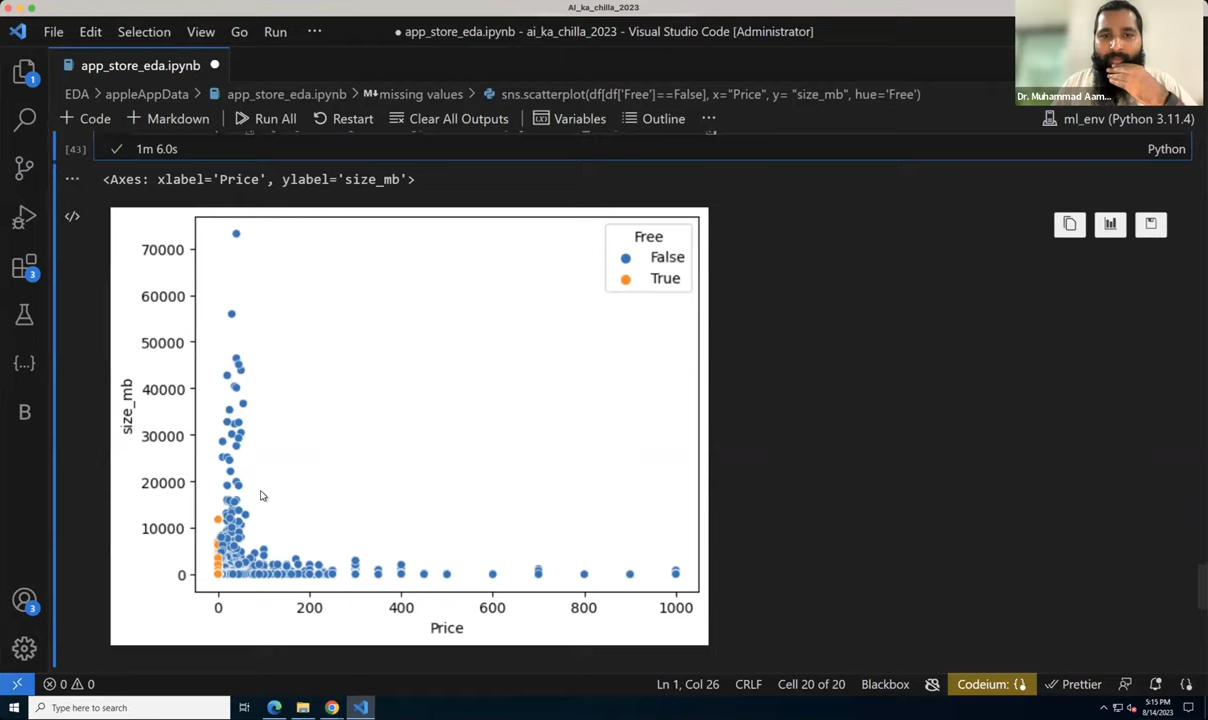 AI_ka_chilla_2023
File Edit Selection View Go Run ···
app_store_eda.ipynb - ai_ka_chilla_2023 - Visual Studio Code [Administrator]
app_store_eda.ipynb
EDA > appleAppData > app_store_eda.ipynb > M↓missing values > sns.scatterplot(df[df['Free']==False], x="Price", y= "size_mb", hue='Free')
+ Code + Markdown Run All Restart Clear All Outputs Variables Outline ···
ml_env (Python 3.11.4)
Dr. Muhammad Aam...
[43] 1m 6.0s Python
··· <Axes: xlabel='Price', ylabel='size_mb'>
</>
Free
False
True
70000
60000
50000
40000
30000
20000
10000
0
size_mb
0 200 400 600 800 1000
Price
1
3
{...}
B
3
0 0
Ln 1, Col 26 CRLF Cell 20 of 20 Blackbox Codeium: {} Prettier
Type here to search
5:15 PM
8/14/2023